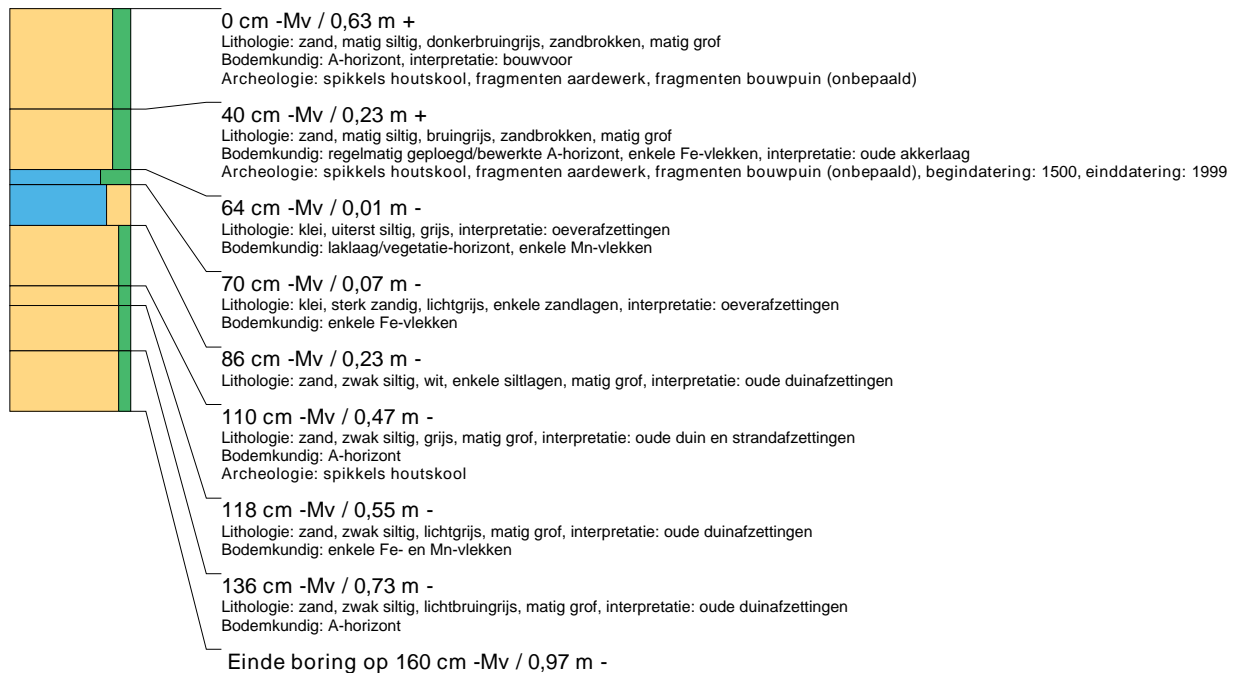 0 cm -Mv / 0,63 m +
Lithologie: zand, matig siltig, donkerbruingrijs, zandbrokken, matig grof
Bodemkundig: A-horizont, interpretatie: bouwvoor
Archeologie: spikkels houtskool, fragmenten aardewerk, fragmenten bouwpuin (onbepaald)
40 cm -Mv / 0,23 m +
Lithologie: zand, matig siltig, bruingrijs, zandbrokken, matig grof
Bodemkundig: regelmatig geploegd/bewerkte A-horizont, enkele Fe-vlekken, interpretatie: oude akkerlaag
Archeologie: spikkels houtskool, fragmenten aardewerk, fragmenten bouwpuin (onbepaald), begindatering: 1500, einddatering: 1999
64 cm -Mv / 0,01 m -
Lithologie: klei, uiterst siltig, grijs, interpretatie: oeverafzettingen
Bodemkundig: laklaag/vegetatie-horizont, enkele Mn-vlekken
70 cm -Mv / 0,07 m -
Lithologie: klei, sterk zandig, lichtgrijs, enkele zandlagen, interpretatie: oeverafzettingen
Bodemkundig: enkele Fe-vlekken
86 cm -Mv / 0,23 m -
Lithologie: zand, zwak siltig, wit, enkele siltlagen, matig grof, interpretatie: oude duinafzettingen
110 cm -Mv / 0,47 m -
Lithologie: zand, zwak siltig, grijs, matig grof, interpretatie: oude duin en strandafzettingen
Bodemkundig: A-horizont
Archeologie: spikkels houtskool
118 cm -Mv / 0,55 m -
Lithologie: zand, zwak siltig, lichtgrijs, matig grof, interpretatie: oude duinafzettingen
Bodemkundig: enkele Fe- en Mn-vlekken
136 cm -Mv / 0,73 m -
Lithologie: zand, zwak siltig, lichtbruingrijs, matig grof, interpretatie: oude duinafzettingen
Bodemkundig: A-horizont
Einde boring op 160 cm -Mv / 0,97 m -